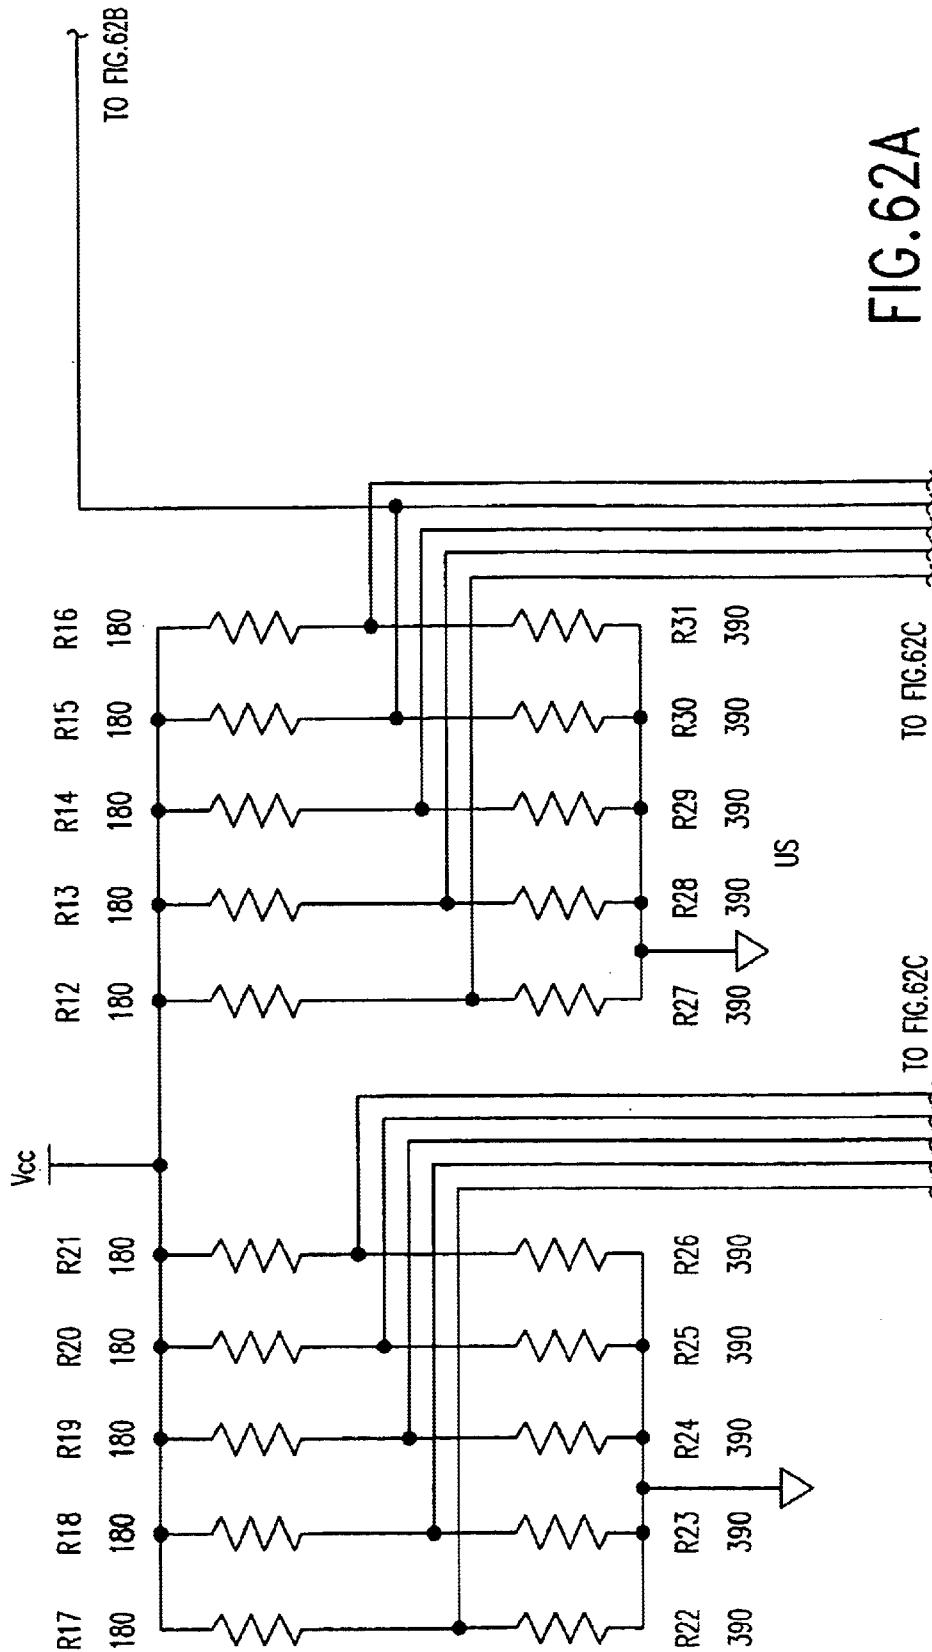 Vcc
R17 R18 R19 R20 R21 R12 R13 R14 R15 R16
180 180 180 180 180 180 180 180 180 180
TO FIG.62B
R22 R23 R24 R25 R26 R27 R28 R29 R30 R31
390 390 390 390 390 390 390 390 390 390
US
TO FIG.62C TO FIG.62C
FIG.62A